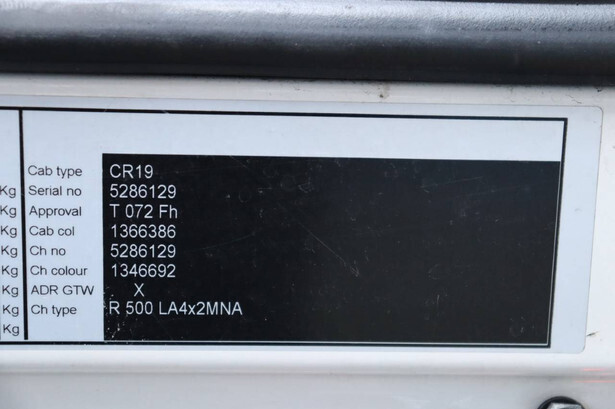 Cab type CR19
Kg Serial no 5286129
Kg Approval T 072 Fh
Kg Cab col 1366386
Kg Ch no 5286129
Kg Ch colour 1346692
Kg ADR GTW X
Kg Ch type R 500 LA4x2MNA
Kg